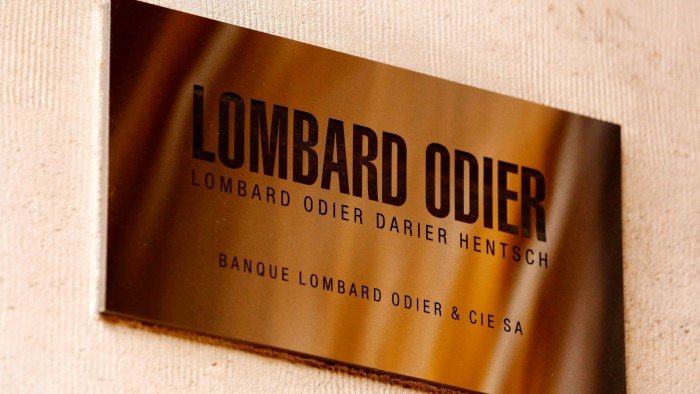 LOMBARD ODIER
LOMBARD ODIER DARIER HENTSCH
BANQUE LOMBARD ODIER & CIE SA